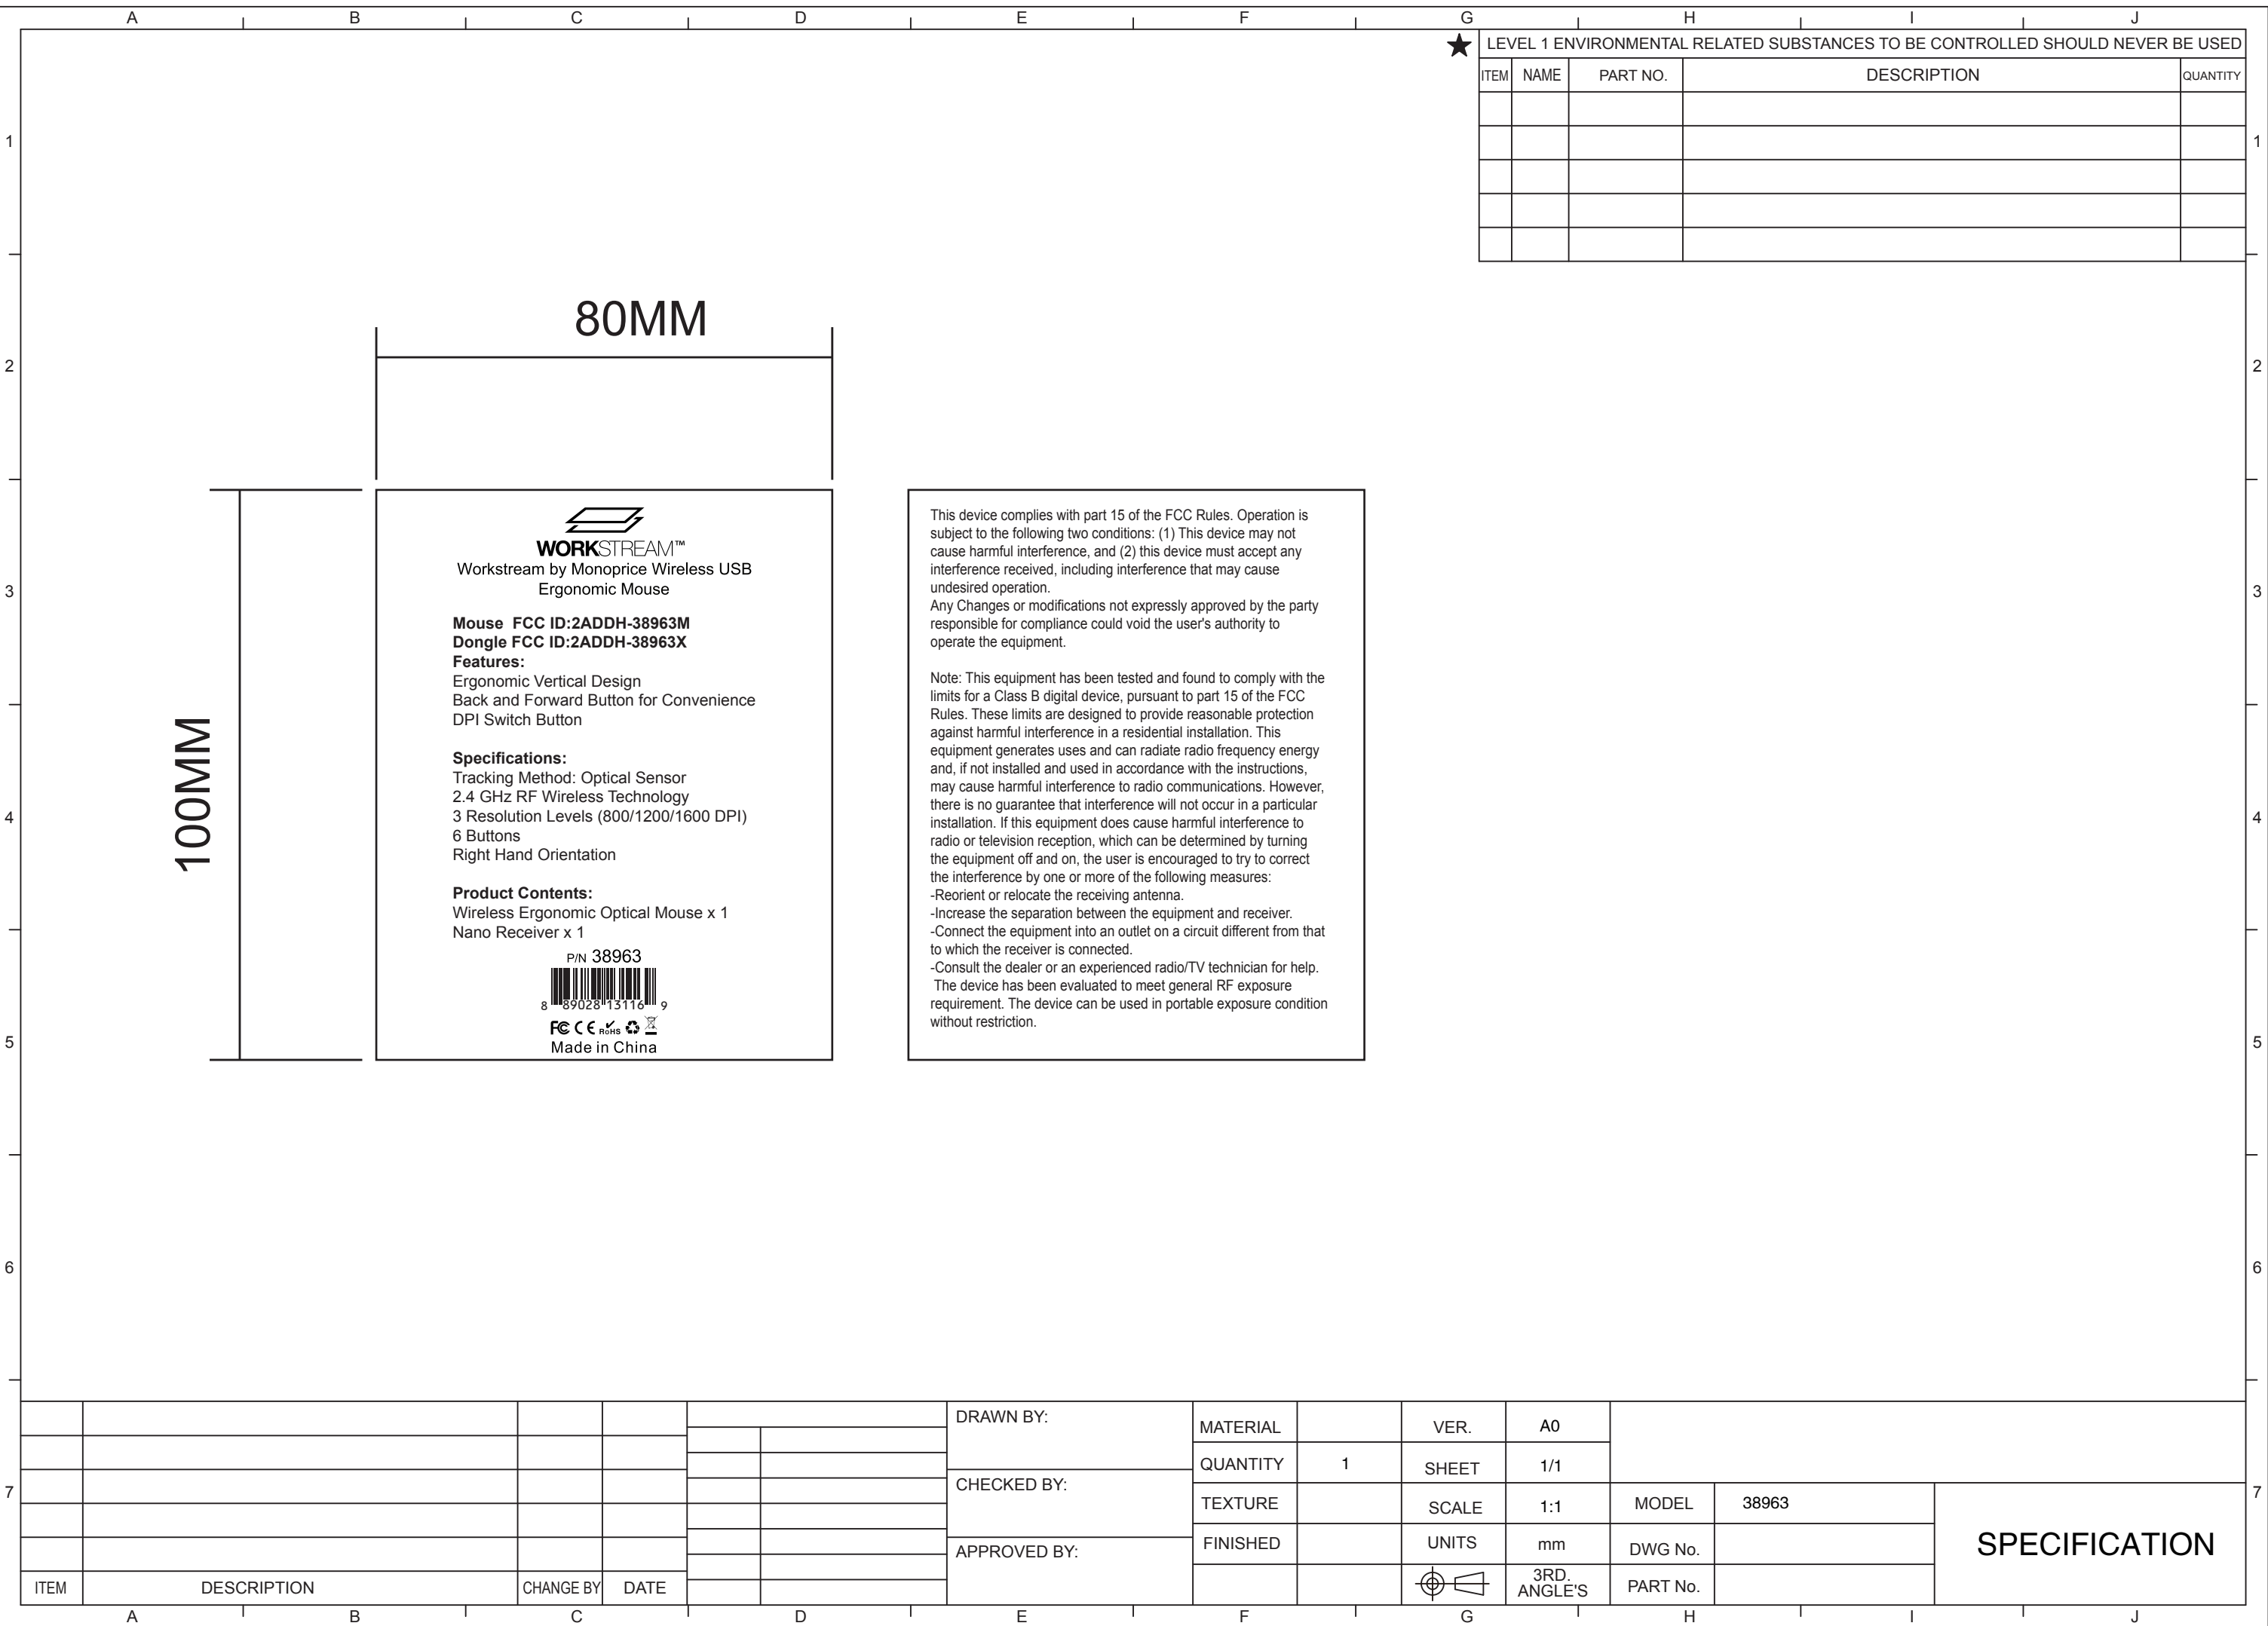 A B C D E F G H I J
★ LEVEL 1 ENVIRONMENTAL RELATED SUBSTANCES TO BE CONTROLLED SHOULD NEVER BE USED
ITEM NAME PART NO. DESCRIPTION QUANTITY
1 1
80MM
2 2
100MM
WORKSTREAM™
Workstream by Monoprice Wireless USB
Ergonomic Mouse
Mouse  FCC ID:2ADDH-38963M
Dongle FCC ID:2ADDH-38963X
Features:
Ergonomic Vertical Design
Back and Forward Button for Convenience
DPI Switch Button
Specifications:
Tracking Method: Optical Sensor
2.4 GHz RF Wireless Technology
3 Resolution Levels (800/1200/1600 DPI)
6 Buttons
Right Hand Orientation
Product Contents:
Wireless Ergonomic Optical Mouse x 1
Nano Receiver x 1
P/N 38963
8 89028 13116 9
FC CE RoHS
Made in China
This device complies with part 15 of the FCC Rules. Operation is
subject to the following two conditions: (1) This device may not
cause harmful interference, and (2) this device must accept any
interference received, including interference that may cause
undesired operation.
Any Changes or modifications not expressly approved by the party
responsible for compliance could void the user's authority to
operate the equipment.
Note: This equipment has been tested and found to comply with the
limits for a Class B digital device, pursuant to part 15 of the FCC
Rules. These limits are designed to provide reasonable protection
against harmful interference in a residential installation. This
equipment generates uses and can radiate radio frequency energy
and, if not installed and used in accordance with the instructions,
may cause harmful interference to radio communications. However,
there is no guarantee that interference will not occur in a particular
installation. If this equipment does cause harmful interference to
radio or television reception, which can be determined by turning
the equipment off and on, the user is encouraged to try to correct
the interference by one or more of the following measures:
-Reorient or relocate the receiving antenna.
-Increase the separation between the equipment and receiver.
-Connect the equipment into an outlet on a circuit different from that
to which the receiver is connected.
-Consult the dealer or an experienced radio/TV technician for help.
The device has been evaluated to meet general RF exposure
requirement. The device can be used in portable exposure condition
without restriction.
3 3
4 4
5 5
6 6
7 7
ITEM DESCRIPTION CHANGE BY DATE
DRAWN BY:
CHECKED BY:
APPROVED BY:
MATERIAL VER. A0
QUANTITY 1 SHEET 1/1
TEXTURE SCALE 1:1 MODEL 38963
FINISHED UNITS mm DWG No.
3RD.
ANGLE'S PART No.
SPECIFICATION
A B C D E F G H I J